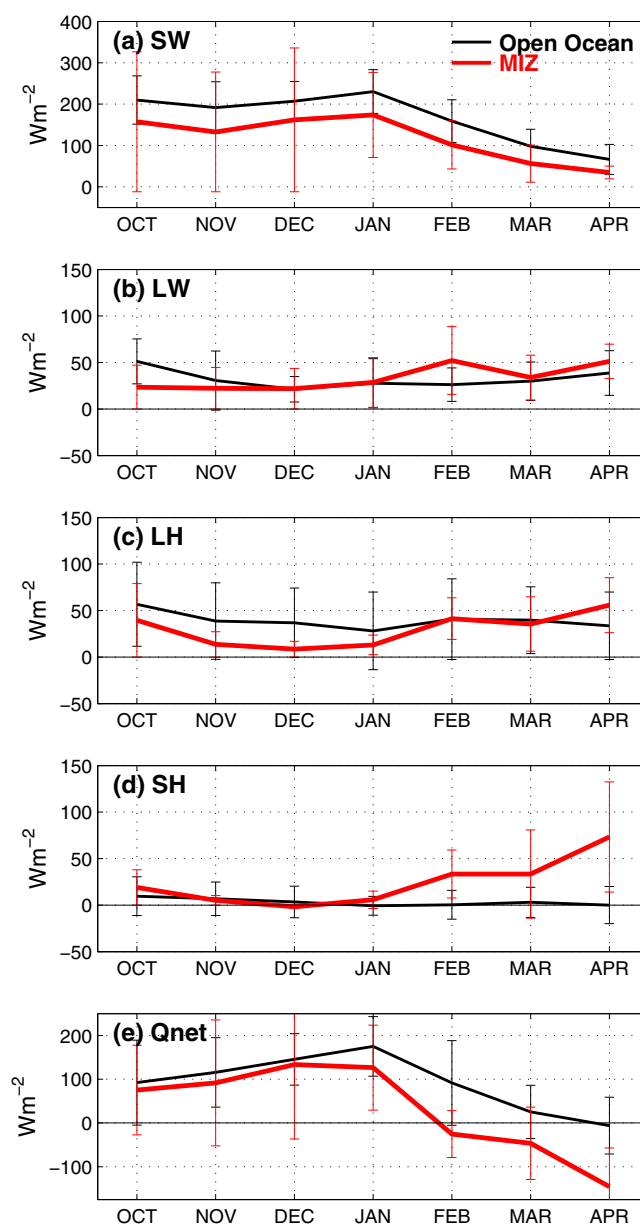 (a) SW
Open Ocean
MIZ
400
300
200
100
0
Wm⁻²
OCT NOV DEC JAN FEB MAR APR
(b) LW
150
100
50
0
−50
Wm⁻²
OCT NOV DEC JAN FEB MAR APR
(c) LH
150
100
50
0
−50
Wm⁻²
OCT NOV DEC JAN FEB MAR APR
(d) SH
150
100
50
0
−50
Wm⁻²
OCT NOV DEC JAN FEB MAR APR
(e) Qnet
200
100
0
−100
Wm⁻²
OCT NOV DEC JAN FEB MAR APR